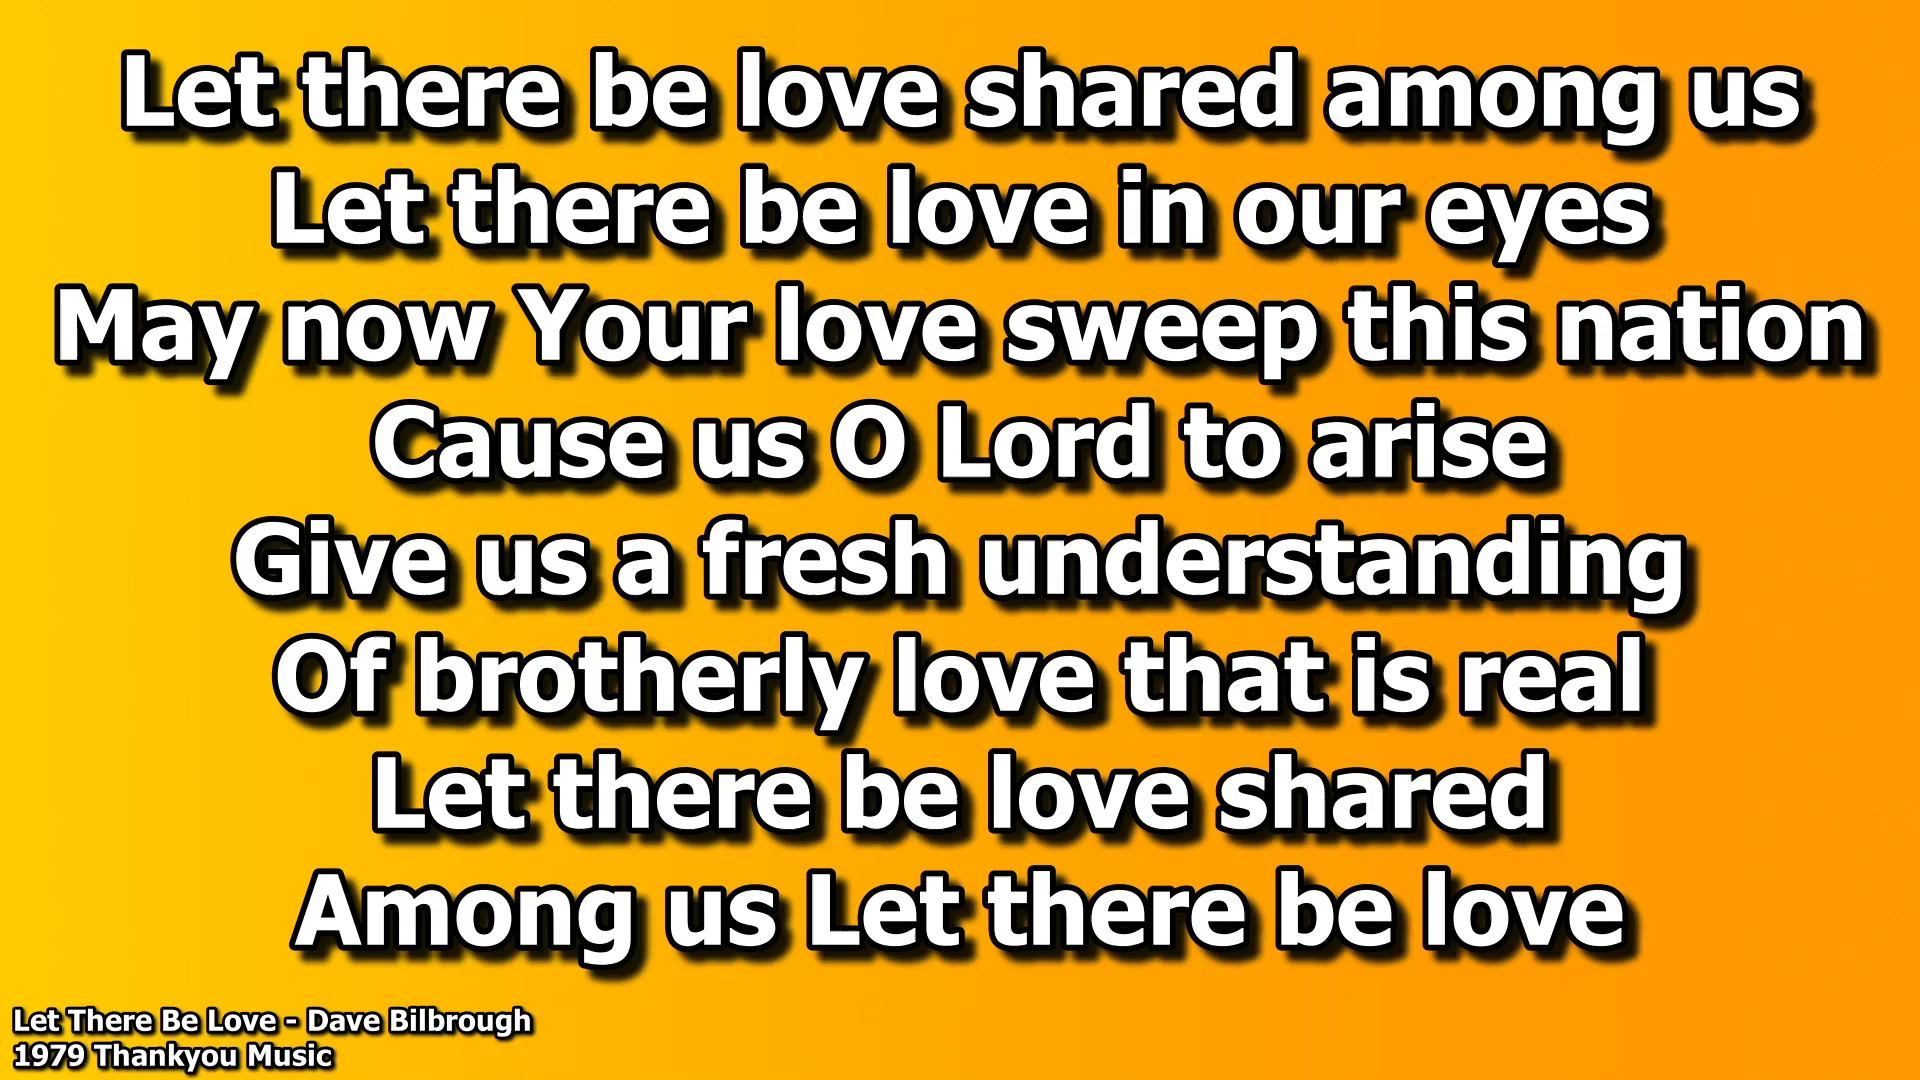 Let there be love shared among us
Let there be love in our eyes
May now Your love sweep this nation
Cause us O Lord to arise
Give us a fresh understanding
Of brotherly love that is real
Let there be love shared
Among us Let there be love
Let There Be Love - Dave Bilbrough
1979 Thankyou Music